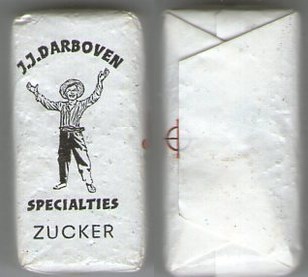 J.J.DARBOVEN
SPECIALTIES
ZUCKER